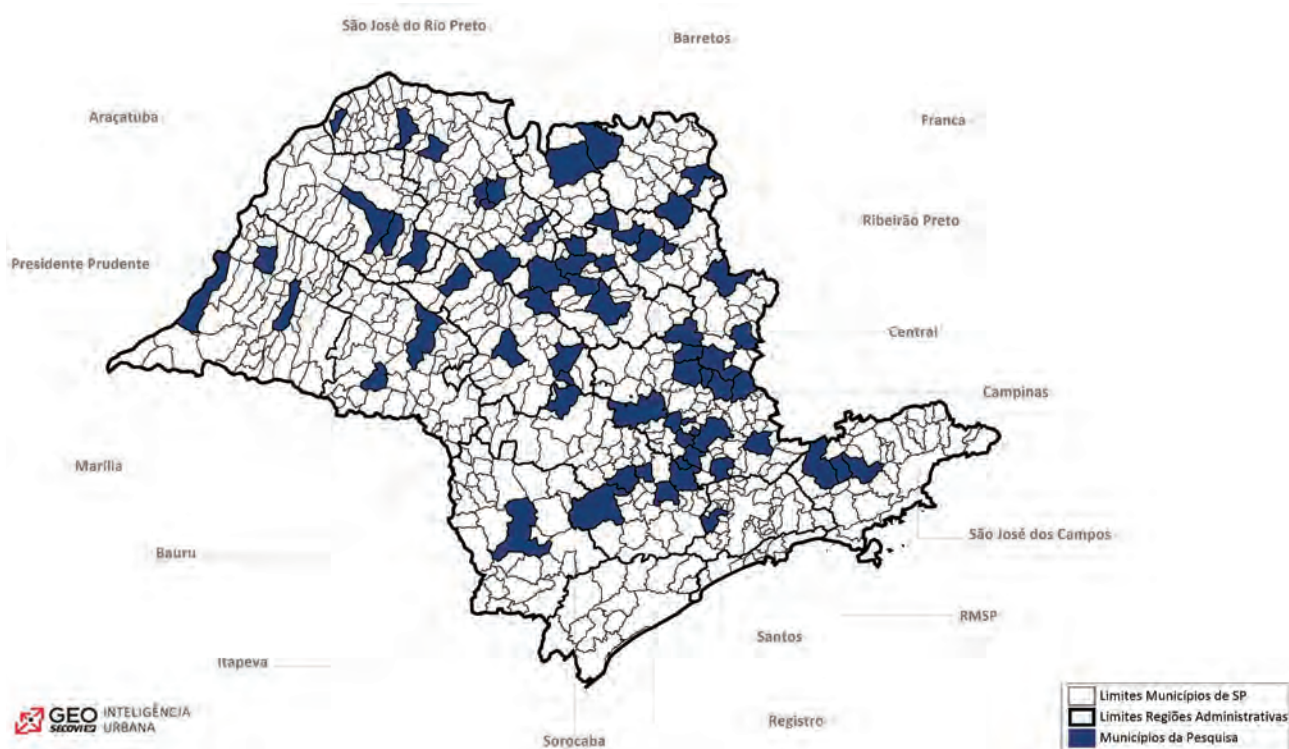 São José do Rio Preto
Barretos
Araçatuba
Franca
Ribeirão Preto
Presidente Prudente
Central
Campinas
Marília
São José dos Campos
Bauru
RMSP
Santos
Itapeva
Registro
Sorocaba
GEO INTELIGÊNCIA
SECOVI URBANA
Limites Municípios de SP
Limites Regiões Administrativas
Municípios da Pesquisa